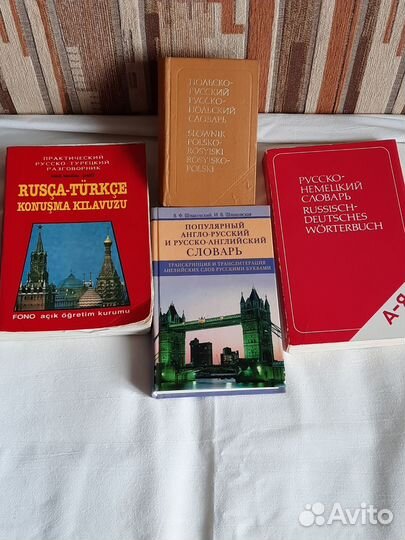 ПОЛЬСКО-
РУССКИЙ
РУССКО-
ПОЛЬСКИЙ
СЛОВАРЬ
SŁOWNIK
POLSKO-
ROSYJSKI
ROSYJSKO-
POLSKI
ПРАКТИЧЕСКИЙ
РУССКО-ТУРЕЦКИЙ
РАЗГОВОРНИК
RUSÇA-TÜRKÇE
KONUŞMA KILAVUZU
FONO açık öğretim kurumu
В. Ф. Шпаковский, И. В. Шпаковская
ПОПУЛЯРНЫЙ
АНГЛО-РУССКИЙ
И РУССКО-АНГЛИЙСКИЙ
СЛОВАРЬ
ТРАНСКРИПЦИЯ И ТРАНСЛИТЕРАЦИЯ
АНГЛИЙСКИХ СЛОВ РУССКИМИ БУКВАМИ
РУССКО-
НЕМЕЦКИЙ
СЛОВАРЬ
RUSSISCH-
DEUTSCHES
WÖRTERBUCH
А-Я
Avito